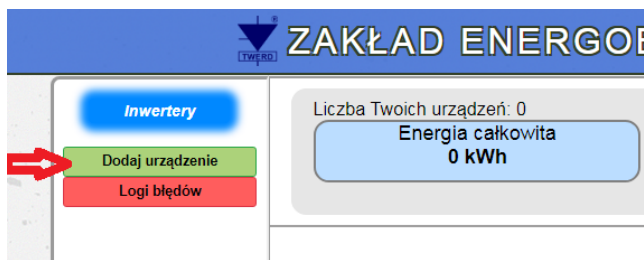 TWERD ®
ZAKŁAD ENERGOE
Inwertery
Dodaj urządzenie
Logi błędów
Liczba Twoich urządzeń: 0
Energia całkowita
0 kWh